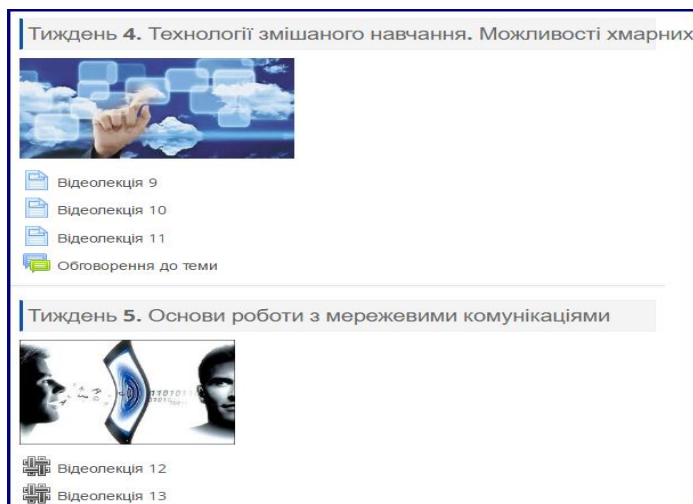 Тиждень 4. Технології змішаного навчання. Можливості хмарних
Відеолекція 9
Відеолекція 10
Відеолекція 11
Обговорення до теми
Тиждень 5. Основи роботи з мережевими комунікаціями
Відеолекція 12
Відеолекція 13